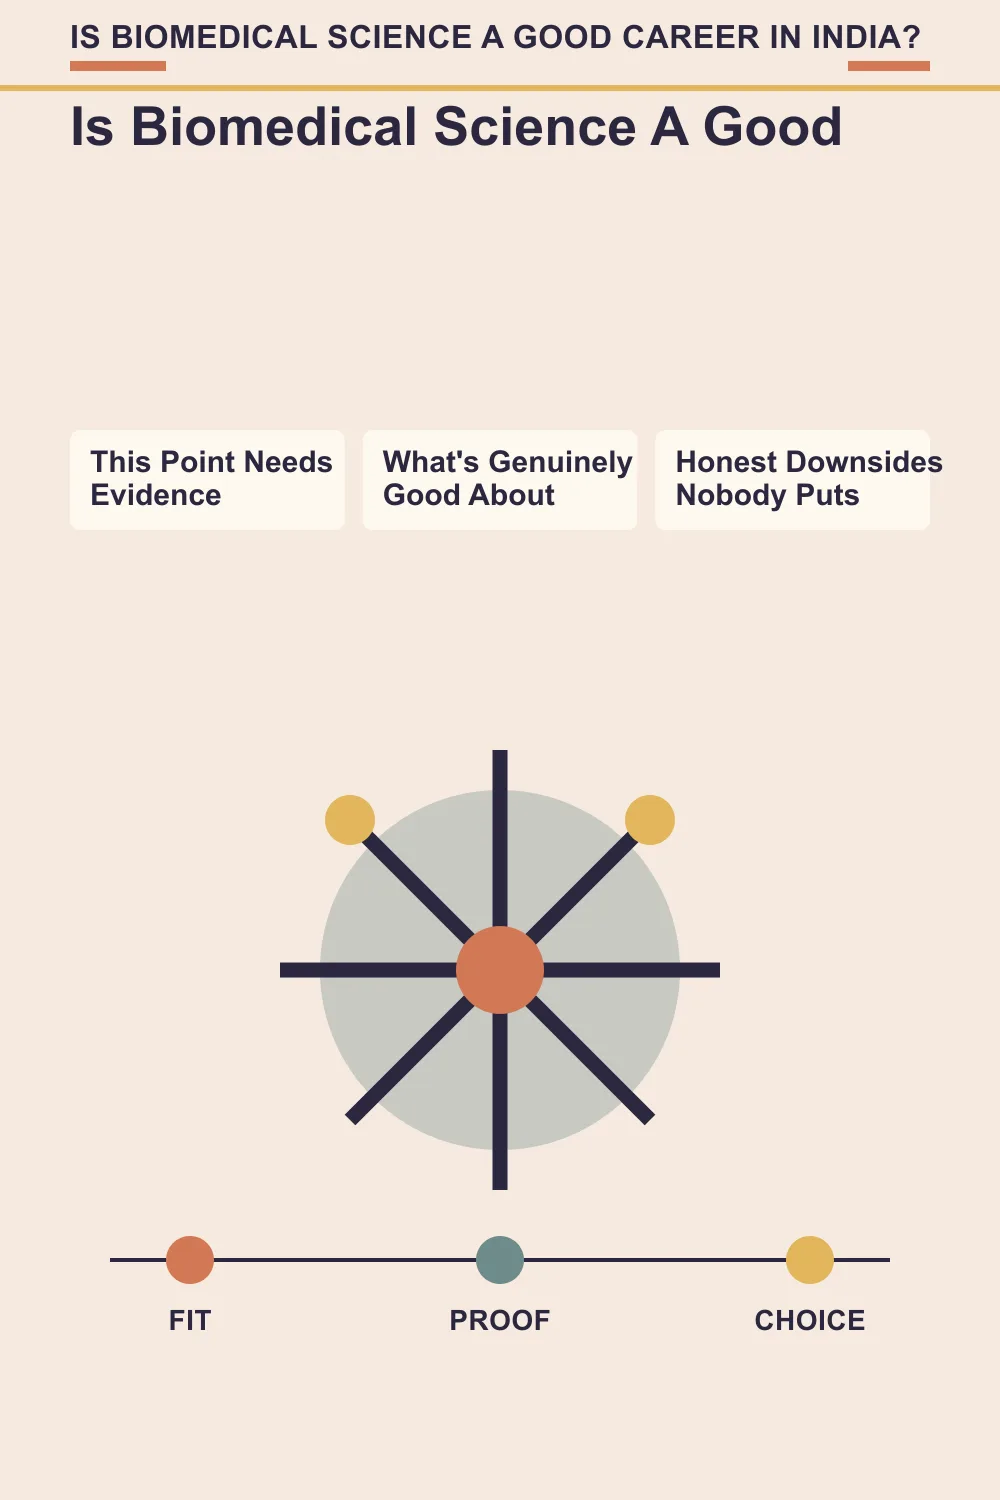 IS BIOMEDICAL SCIENCE A GOOD CAREER IN INDIA?
Is Biomedical Science A Good
This Point Needs
Evidence
What's Genuinely
Good About
Honest Downsides
Nobody Puts
FIT
PROOF
CHOICE